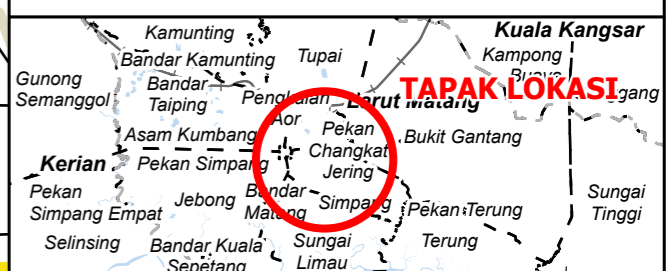 Kuala Kangsar
Kamunting
Tupai
Kampong
Bandar Kamunting
Gunong
Semanggol
Bandar
Taiping
TAPAK LOKASI
Pengkalan
Aor
Larut Matang
Pekan
Changkat
Jering
Asam Kumbang
Bukit Gantang
Kerian
Pekan Simpang
Pekan
Simpang Empat
Jebong
Bandar
Matang
Simpang
Pekan Terung
Sungai
Tinggi
Selinsing
Bandar Kuala
Sepetang
Sungai
Limau
Terung